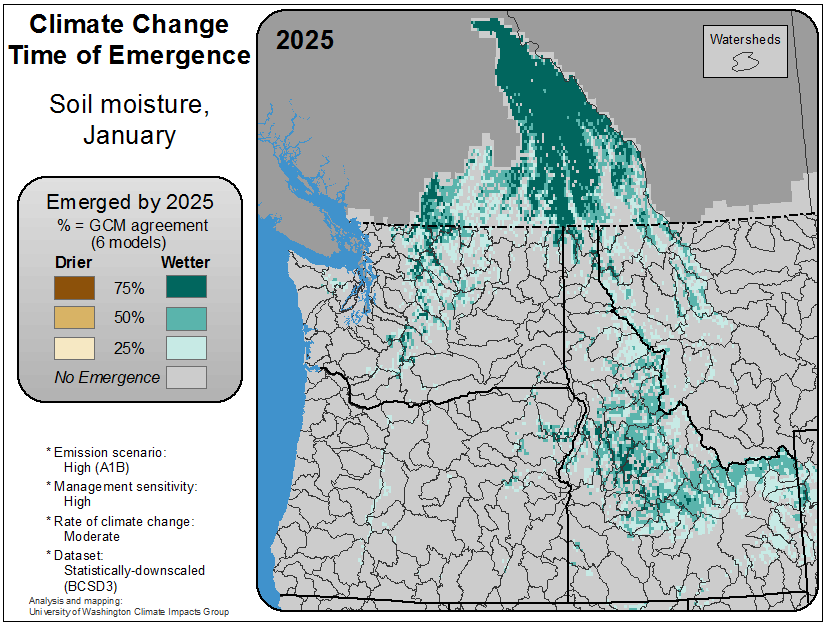 Climate Change
Time of Emergence
Soil moisture,
January
Emerged by 2025
% = GCM agreement
(6 models)
Drier Wetter
75%
50%
25%
No Emergence
* Emission scenario:
High (A1B)
* Management sensitivity:
High
* Rate of climate change:
Moderate
* Dataset:
Statistically-downscaled
(BCSD3)
Analysis and mapping:
University of Washington Climate Impacts Group
2025
Watersheds